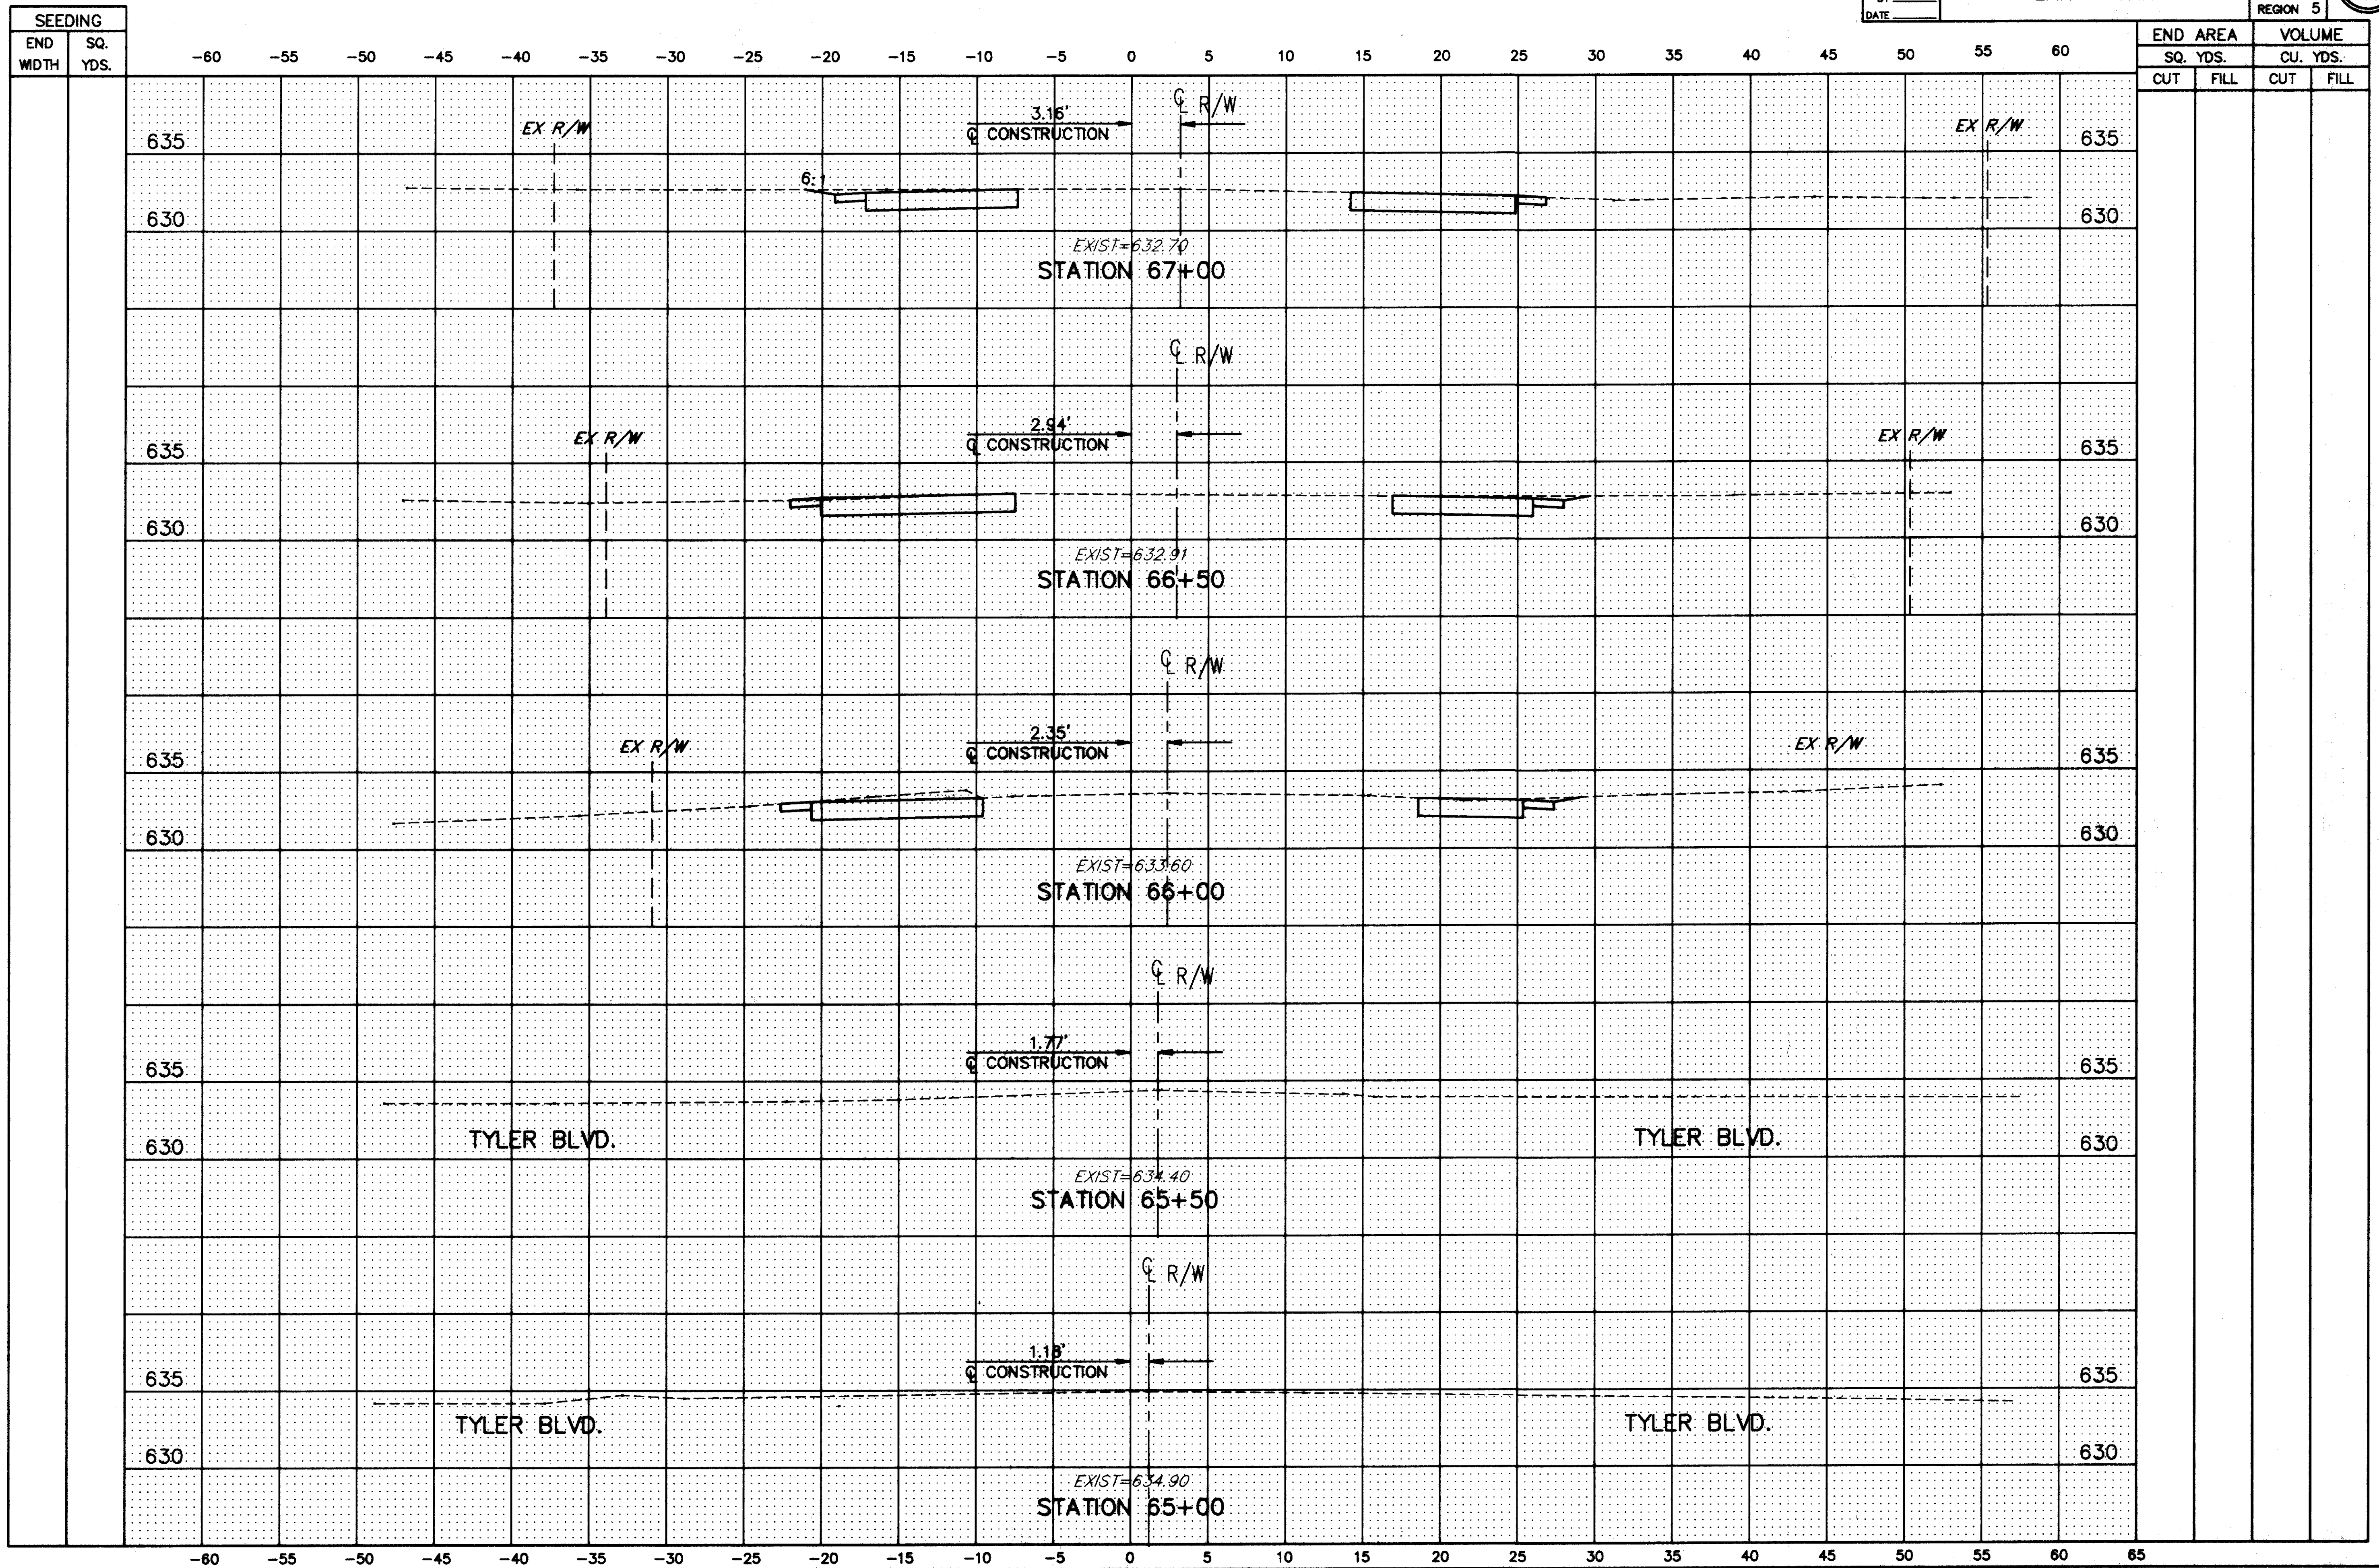 DATE
REGION 5
SEEDING
END WIDTH
SQ. YDS.
-60 -55 -50 -45 -40 -35 -30 -25 -20 -15 -10 -5 0 5 10 15 20 25 30 35 40 45 50 55 60
END AREA
VOLUME
SQ. YDS.
CU. YDS.
CUT FILL CUT FILL
℄ R/W
3.16'
℄ CONSTRUCTION
EX R/W
EX R/W
635
635
6:1
630
630
EXIST=632.70
STATION 67+00
℄ R/W
2.94'
℄ CONSTRUCTION
EX R/W
EX R/W
635
635
630
630
EXIST=632.91
STATION 66+50
℄ R/W
2.35'
℄ CONSTRUCTION
EX R/W
EX R/W
635
635
630
630
EXIST=633.60
STATION 66+00
℄ R/W
1.77'
℄ CONSTRUCTION
635
635
TYLER BLVD.
TYLER BLVD.
630
630
EXIST=634.40
STATION 65+50
℄ R/W
1.18'
℄ CONSTRUCTION
635
635
TYLER BLVD.
TYLER BLVD.
630
630
EXIST=634.90
STATION 65+00
-60 -55 -50 -45 -40 -35 -30 -25 -20 -15 -10 -5 0 5 10 15 20 25 30 35 40 45 50 55 60 65